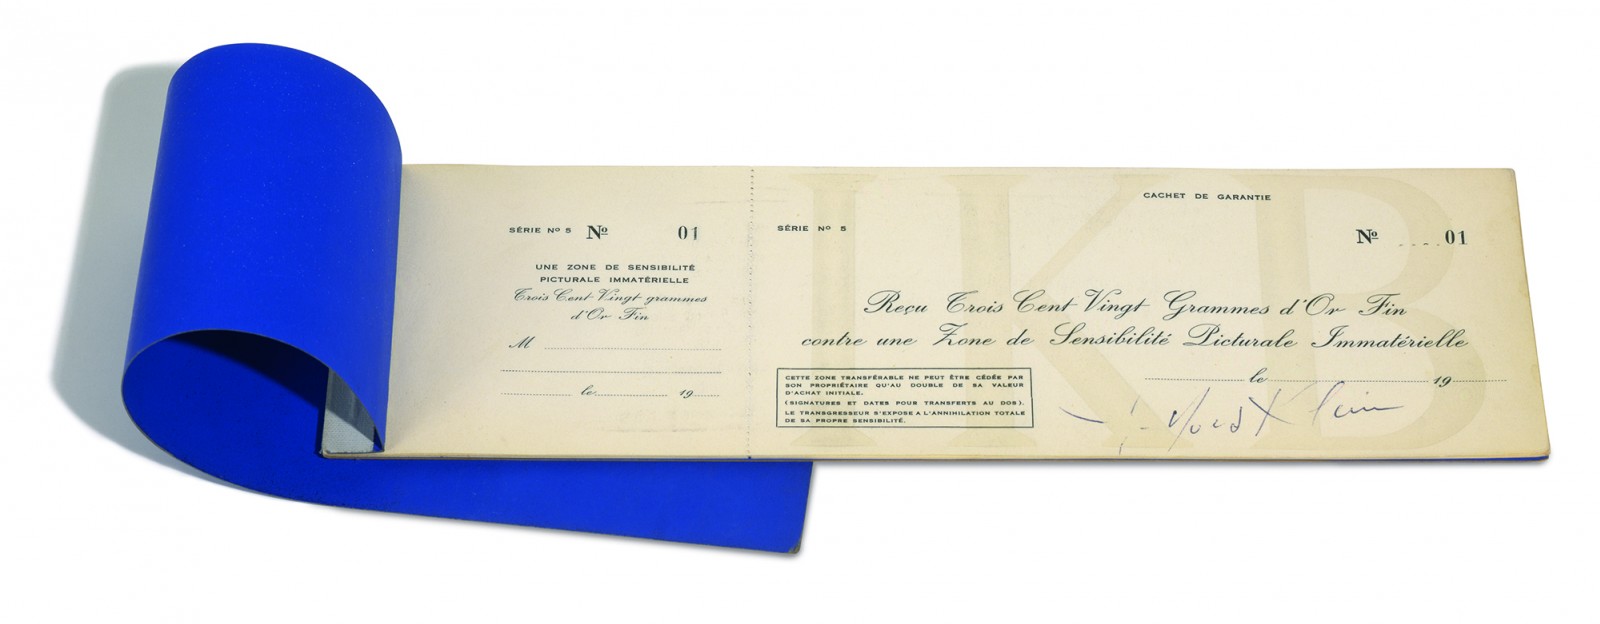 SÉRIE Nº 5 Nº 01
UNE ZONE DE SENSIBILITÉ
PICTURALE IMMATÉRIELLE
Trois Cent Vingt grammes
d'Or Fin
M
le 19
IKB
CACHET DE GARANTIE
SÉRIE Nº 5
Nº 01
Reçu Trois Cent Vingt Grammes d'Or Fin
contre une Zone de Sensibilité Picturale Immatérielle
le 19
CETTE ZONE TRANSFÉRABLE NE PEUT ÊTRE CÉDÉE PAR
SON PROPRIÉTAIRE QU'AU DOUBLE DE SA VALEUR
D'ACHAT INITIALE.
(SIGNATURES ET DATES POUR TRANSFERTS AU DOS).
LE TRANSGRESSEUR S'EXPOSE A L'ANNIHILATION TOTALE
DE SA PROPRE SENSIBILITÉ.
Klein